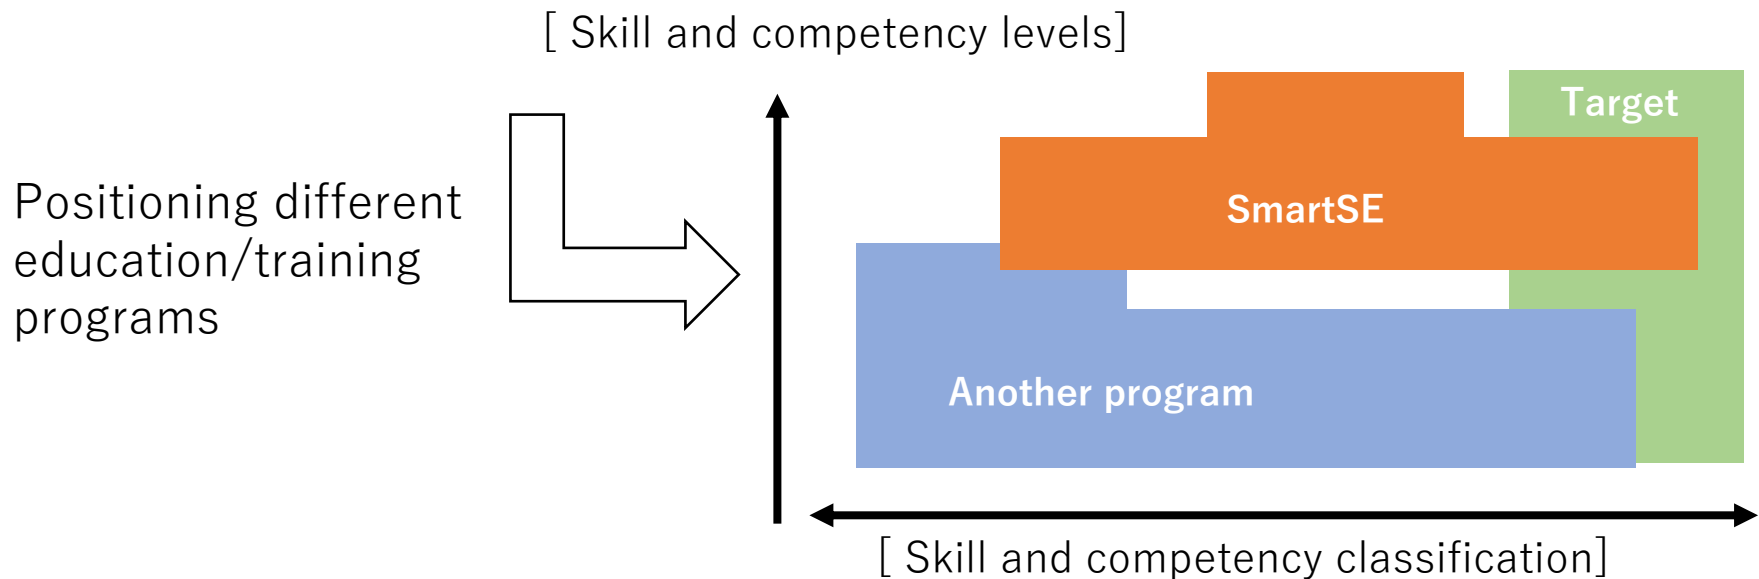 [ Skill and competency levels]
Target
Positioning different
education/training
programs
SmartSE
Another program
[ Skill and competency classification]